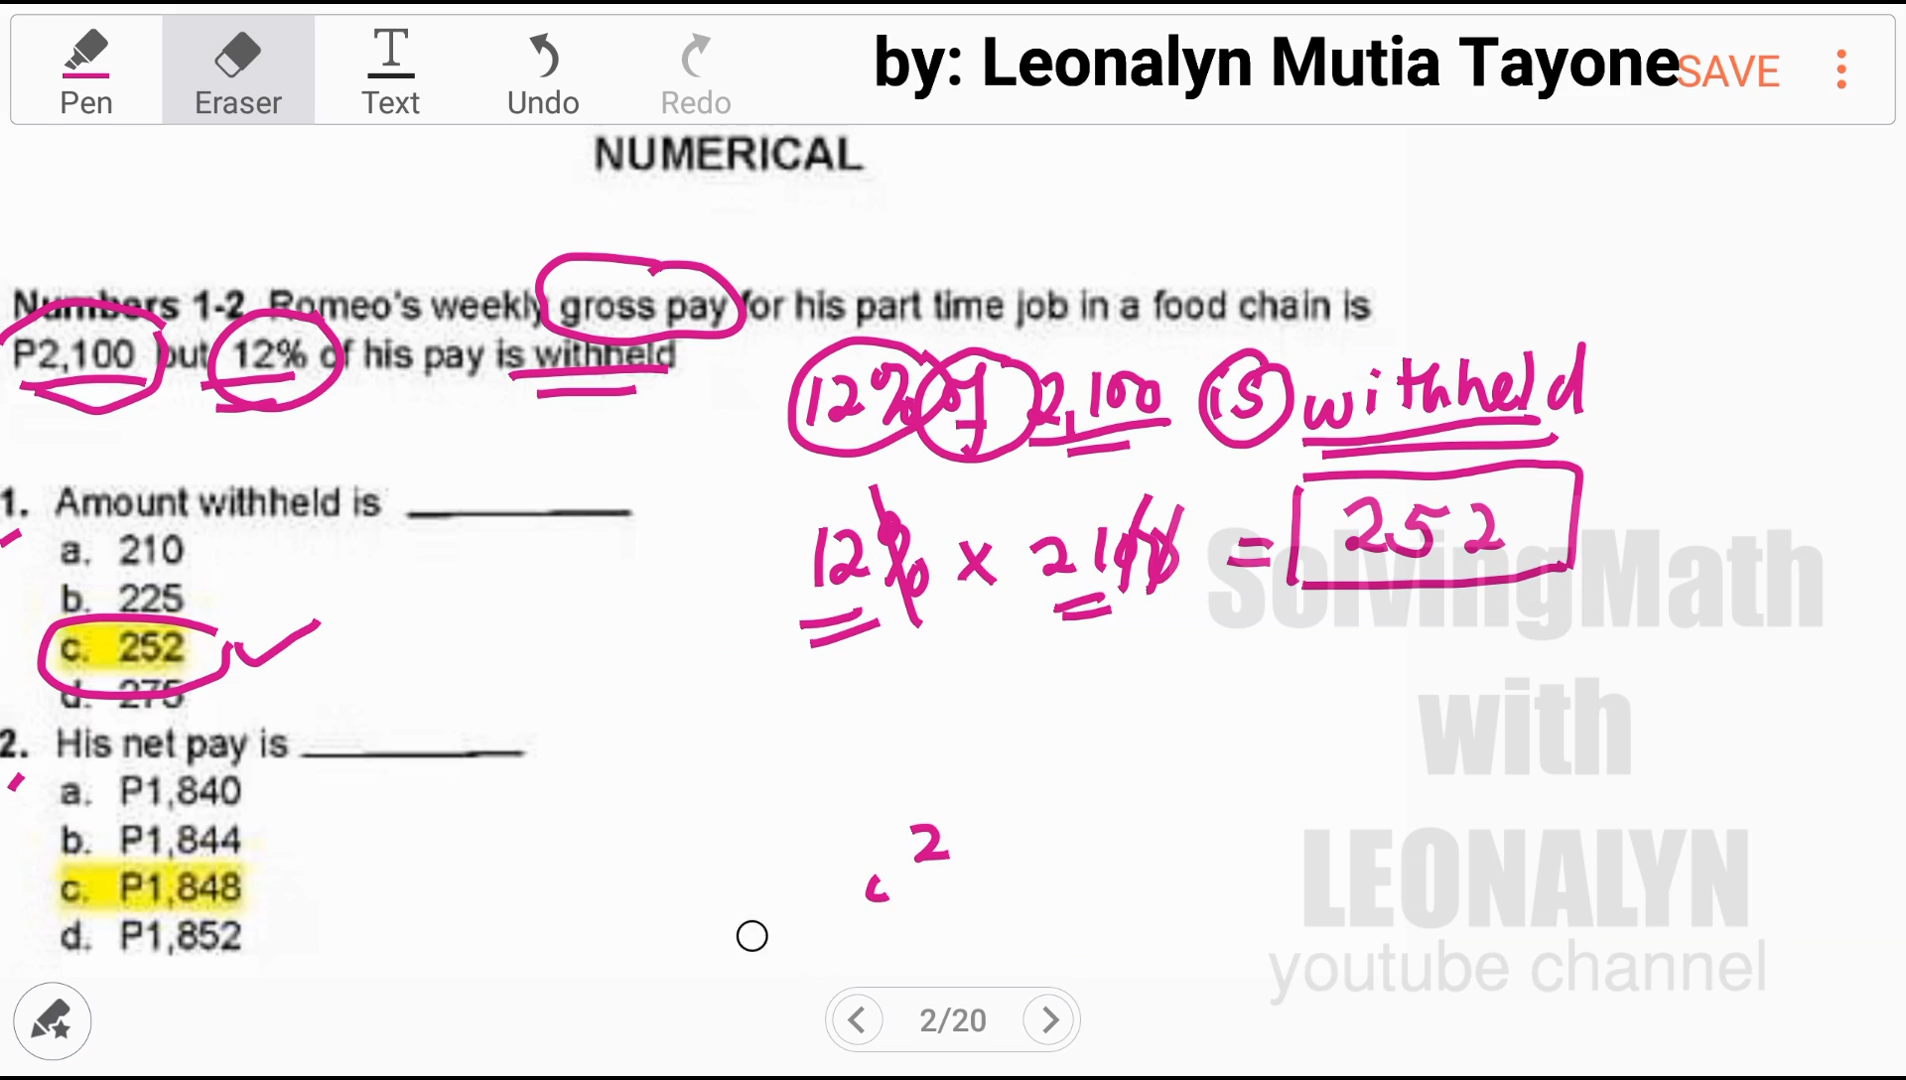 by: Leonalyn Mutia Tayone
Pen Eraser Text Undo Redo SAVE
NUMERICAL
Numbers 1-2. Romeo's weekly gross pay for his part time job in a food chain is
P2,100 but 12% of his pay is withheld
12% of 2,100 is withheld
12% x 2100 = 252
1. Amount withheld is ____________
a. 210
b. 225
c. 252
d. 275
2. His net pay is ____________
a. P1,840
b. P1,844
c. P1,848
d. P1,852
2
SolvingMath
with
LEONALYN
youtube channel
2/20